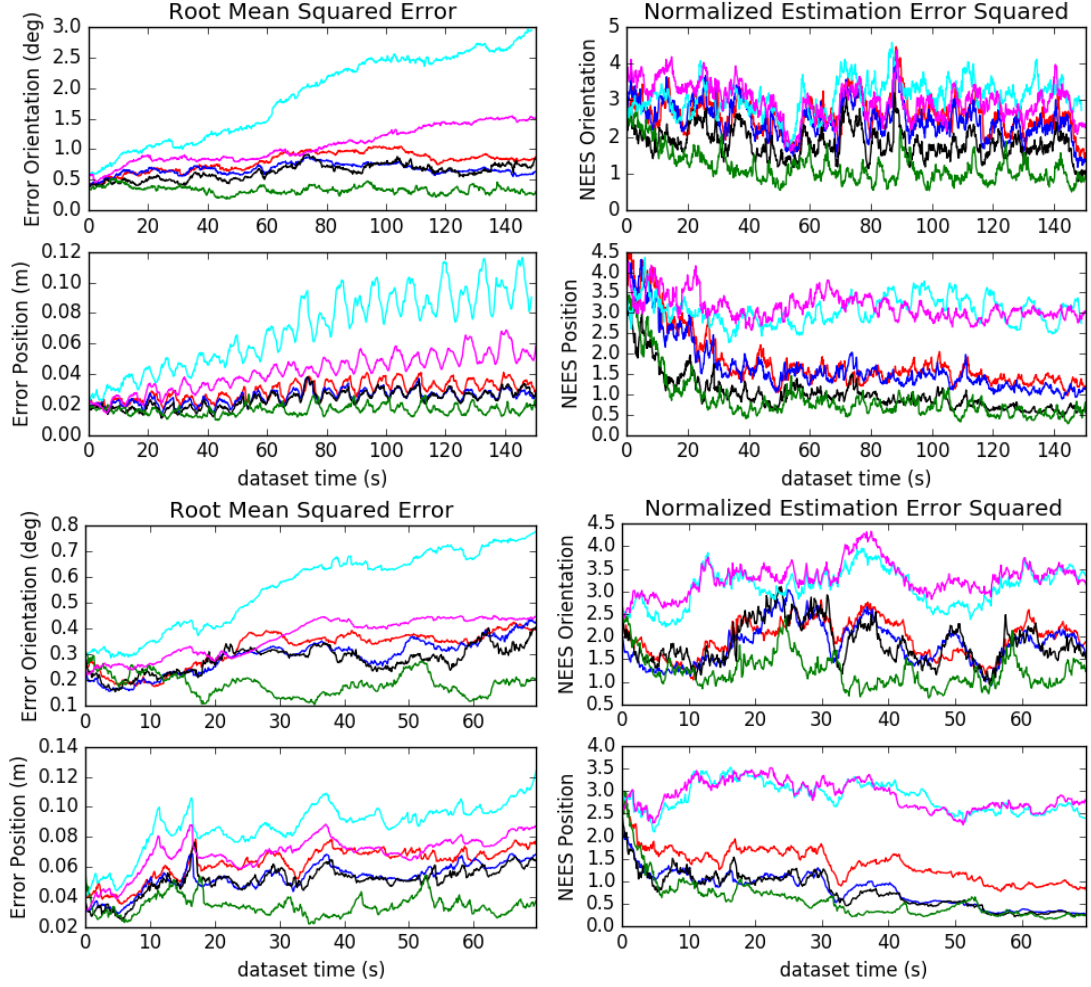 Root Mean Squared Error
Normalized Estimation Error Squared
Error Orientation (deg)
3.0
2.5
2.0
1.5
1.0
0.5
0.0
0 20 40 60 80 100 120 140
NEES Orientation
5
4
3
2
1
0
0 20 40 60 80 100 120 140
Error Position (m)
0.12
0.10
0.08
0.06
0.04
0.02
0.00
0 20 40 60 80 100 120 140
dataset time (s)
NEES Position
4.5
4.0
3.5
3.0
2.5
2.0
1.5
1.0
0.5
0.0
0 20 40 60 80 100 120 140
dataset time (s)
Root Mean Squared Error
Normalized Estimation Error Squared
Error Orientation (deg)
0.8
0.7
0.6
0.5
0.4
0.3
0.2
0.1
0 10 20 30 40 50 60
NEES Orientation
4.5
4.0
3.5
3.0
2.5
2.0
1.5
1.0
0.5
0 10 20 30 40 50 60
Error Position (m)
0.14
0.12
0.10
0.08
0.06
0.04
0.02
0 10 20 30 40 50 60
dataset time (s)
NEES Position
4.0
3.5
3.0
2.5
2.0
1.5
1.0
0.5
0.0
0 10 20 30 40 50 60
dataset time (s)